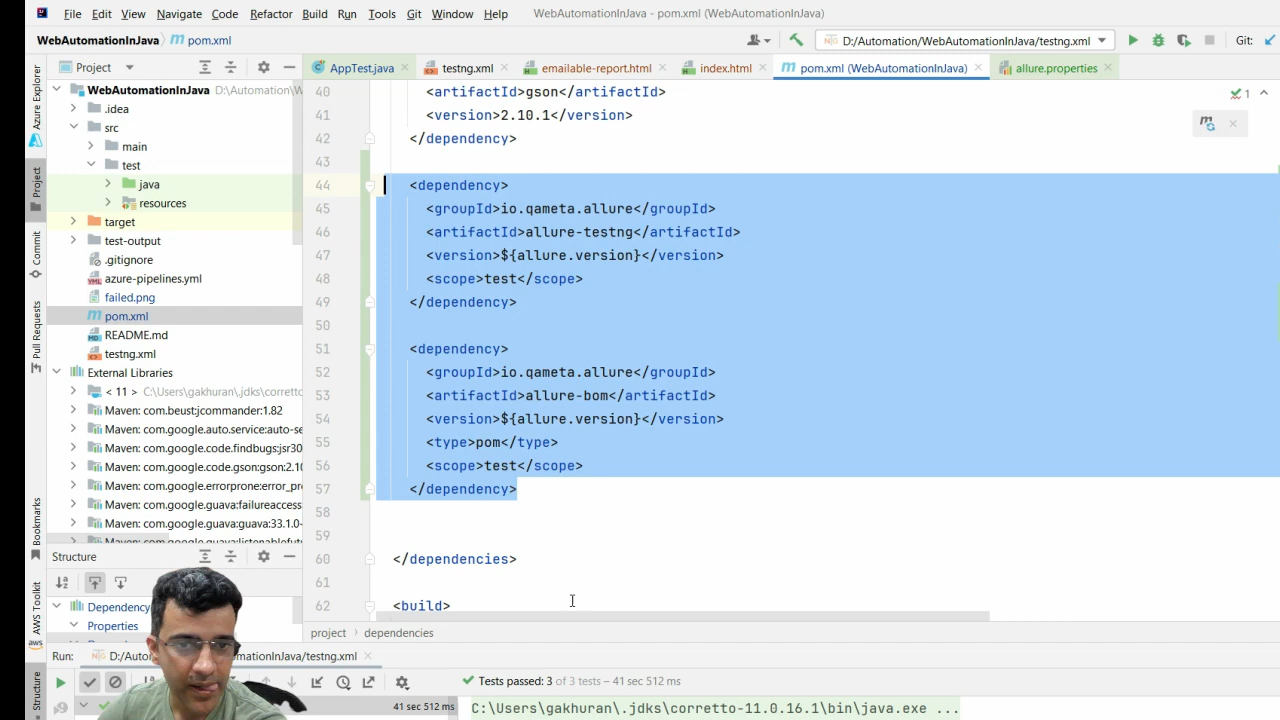 File Edit View Navigate Code Refactor Build Run Tools Git Window Help WebAutomationInJava - pom.xml (WebAutomationInJava)
WebAutomationInJava pom.xml
D:/Automation/WebAutomationInJava/testng.xml Git:
Project
AppTest.java testng.xml emailable-report.html index.html pom.xml (WebAutomationInJava) allure.properties
Azure Explorer
Project
Commit
Pull Requests
Bookmarks
AWS Toolkit
aws
Structure
WebAutomationInJava D:\Automation\W
.idea
src
main
test
java
resources
target
test-output
.gitignore
azure-pipelines.yml
failed.png
pom.xml
README.md
testng.xml
External Libraries
< 11 > C:\Users\gakhuran\.jdks\corretto
Maven: com.beust:jcommander:1.82
Maven: com.google.auto.service:auto-se
Maven: com.google.code.findbugs:jsr30
Maven: com.google.code.gson:gson:2.10
Maven: com.google.errorprone:error_pro
Maven: com.google.guava:failureaccess
Maven: com.google.guava:guava:33.1.0-
Maven: com.google.guava:listenablefutu
Structure
Dependency
Properties
1
40 <artifactId>gson</artifactId>
41 <version>2.10.1</version>
42 </dependency>
43
44 <dependency>
45 <groupId>io.qameta.allure</groupId>
46 <artifactId>allure-testng</artifactId>
47 <version>${allure.version}</version>
48 <scope>test</scope>
49 </dependency>
50
51 <dependency>
52 <groupId>io.qameta.allure</groupId>
53 <artifactId>allure-bom</artifactId>
54 <version>${allure.version}</version>
55 <type>pom</type>
56 <scope>test</scope>
57 </dependency>
58
59
60 </dependencies>
61
62 <build>
project dependencies
Run: D:/Auto omationInJava/testng.xml
Tests passed: 3 of 3 tests – 41 sec 512 ms
41 sec 512 ms
C:\Users\gakhuran\.jdks\corretto-11.0.16.1\bin\java.exe ...